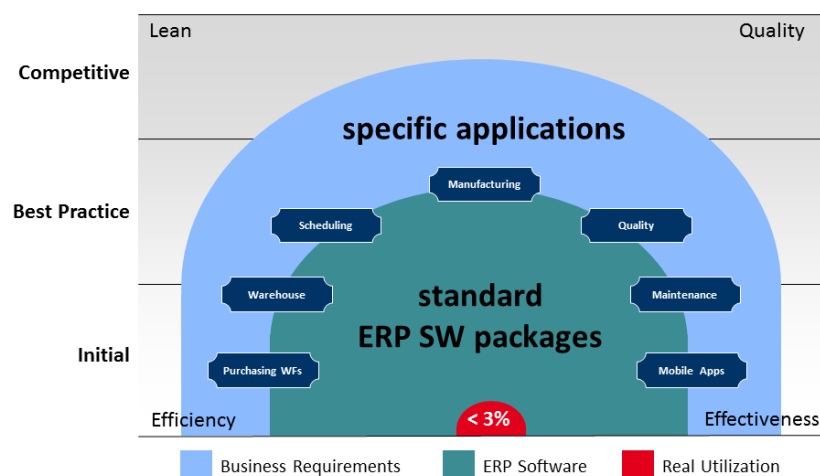 Lean
Quality
Competitive
specific applications
Manufacturing
Best Practice
Scheduling
Quality
Warehouse
standard
ERP SW packages
Maintenance
Initial
Purchasing WFs
Mobile Apps
Efficiency
< 3%
Effectiveness
Business Requirements
ERP Software
Real Utilization